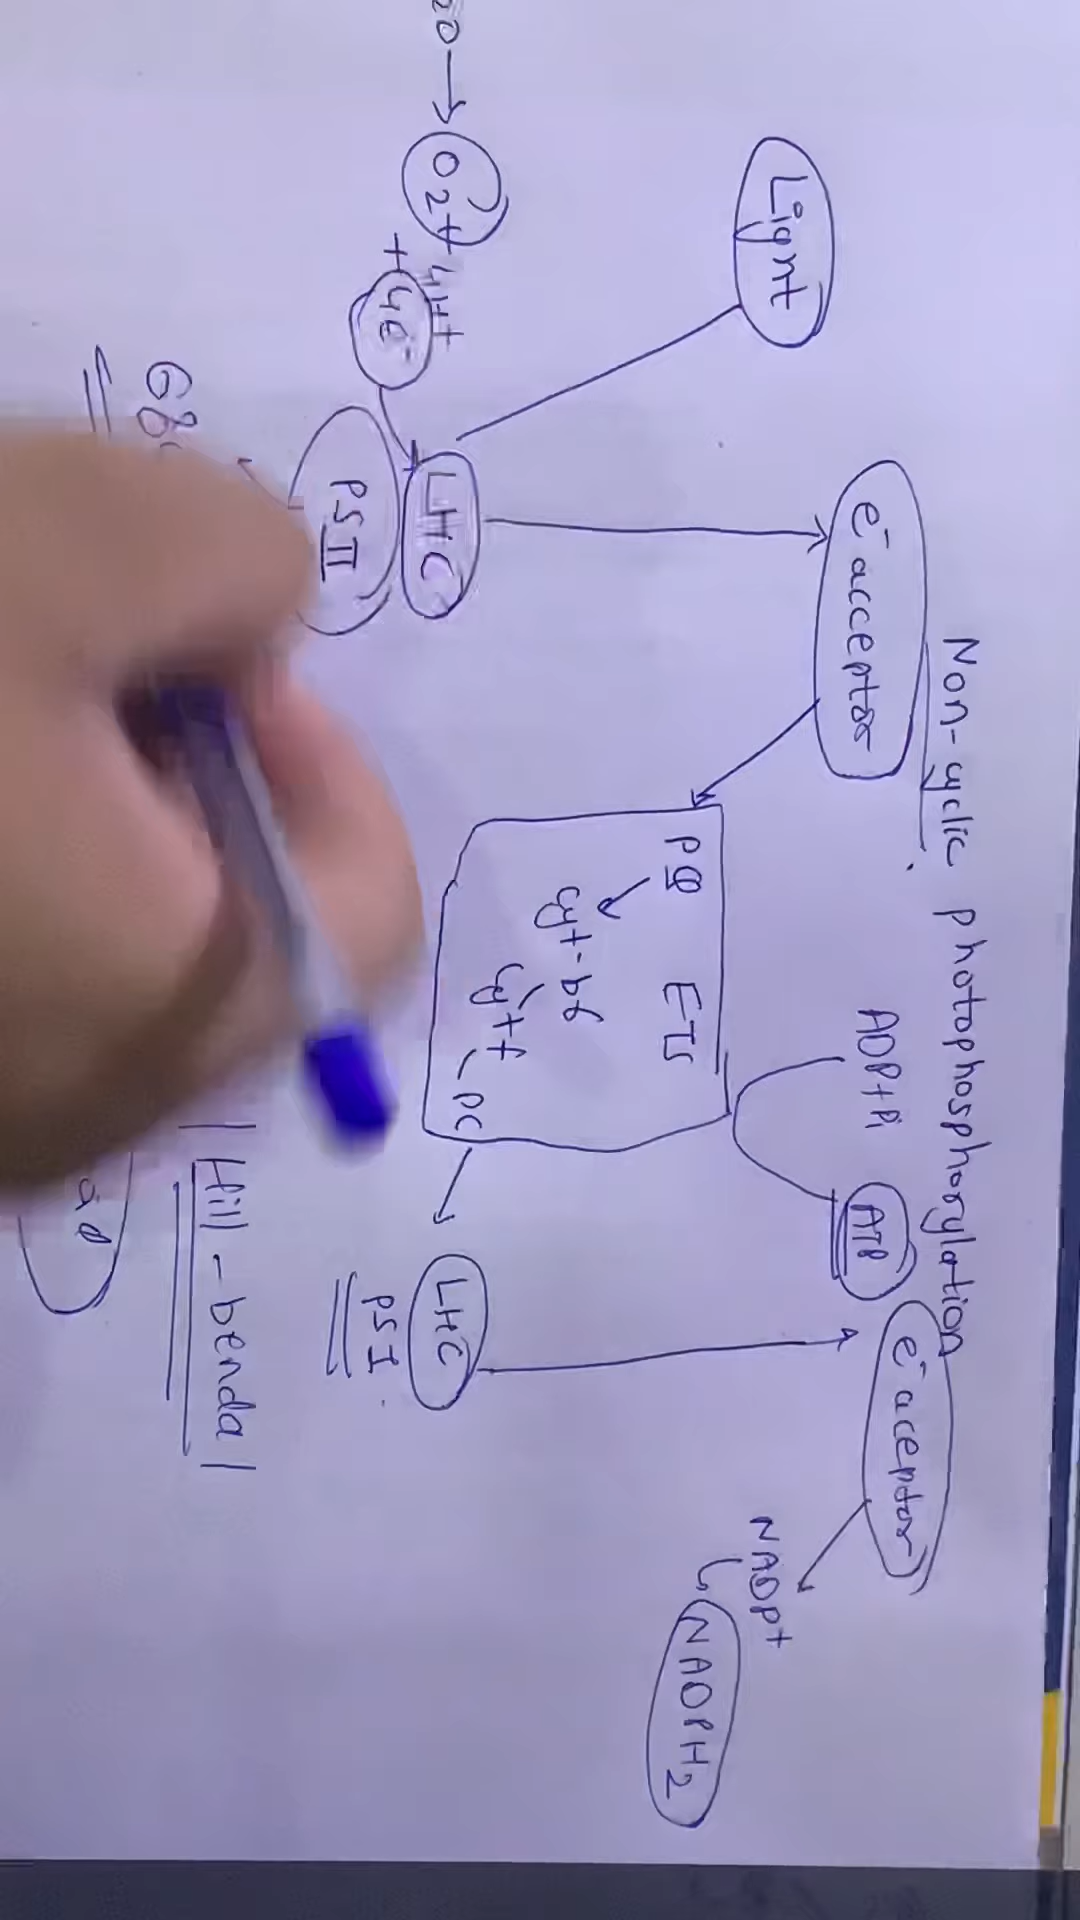 Non-cyclic photophosphorylation
e- acceptor
ADP+Pi
ATP
e- aceptor
Light
NADP+
NADPH2
PQ
ETS
cyt-b6
cyt f
PC
O2 + 4H+
+ 4e-
LHC
PS II
LHC
PS I
Hill - bendal